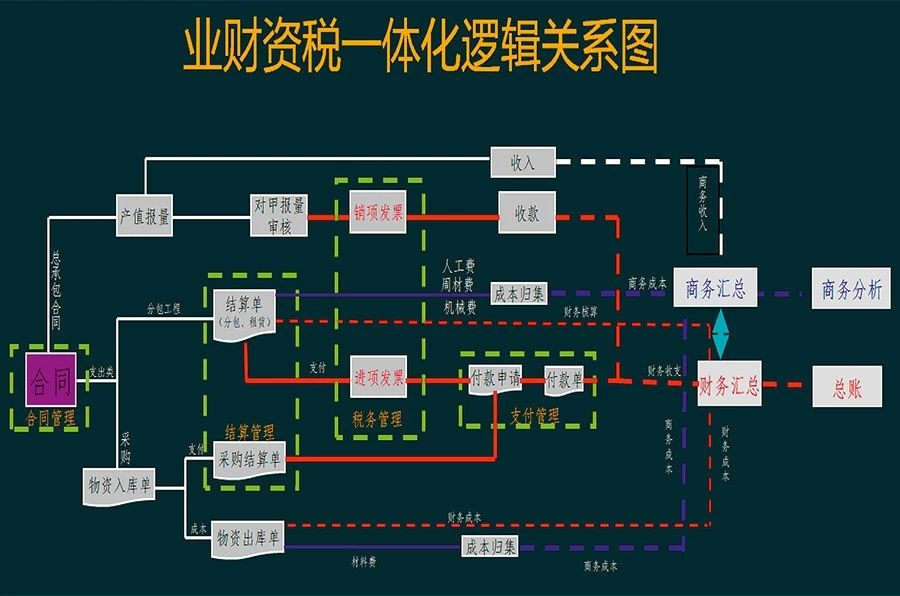 业财资税一体化逻辑关系图
收入
商务收入
产值报量
对甲报量
审核
销项发票
收款
总承包合同
人工费
周材费
机械费
商务成本
商务汇总
商务分析
分包工程
结算单
(分包、租赁)
成本归集
财务核算
合同
合同管理
支出类
支付
进项发票
税务管理
付款申请
付款单
支付管理
财务收支
财务汇总
总账
采购
结算管理
支付
采购结算单
商务成本
财务成本
物资入库单
成本
物资出库单
财务成本
材料费
成本归集
商务成本